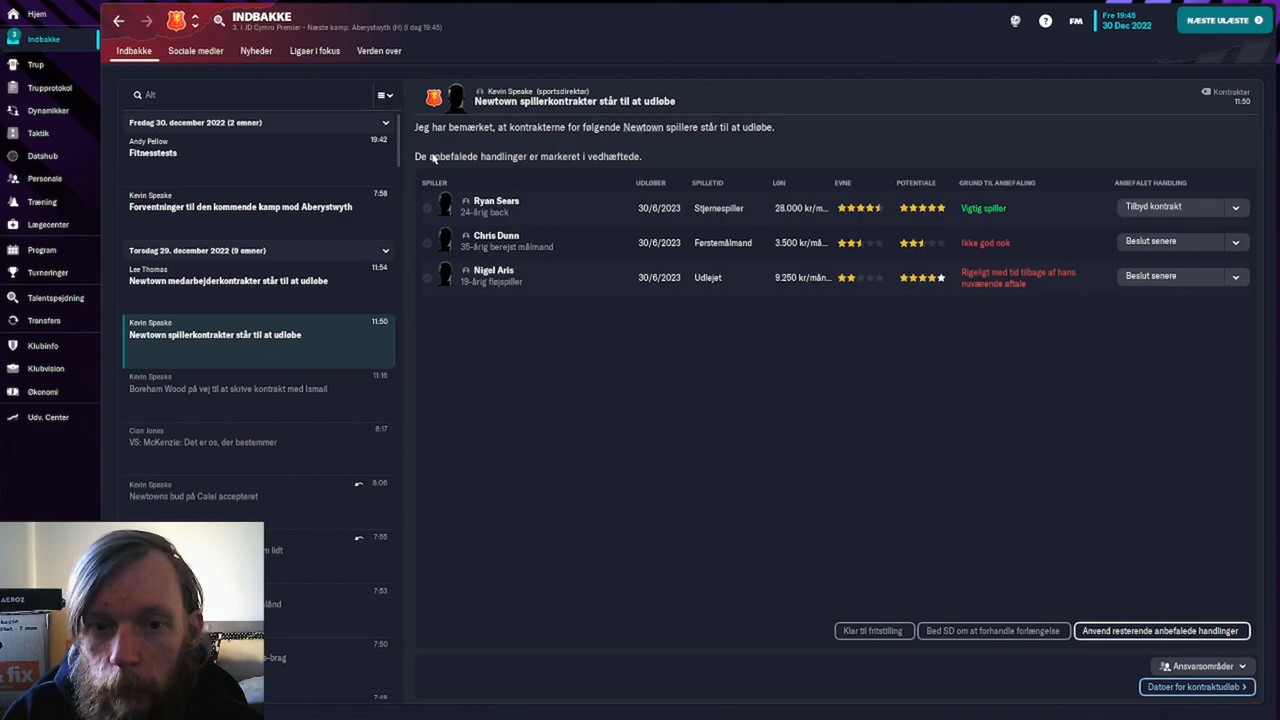 Hjem
3
Indbakke
Trup
Trupprotokol
Dynamikker
Taktik
Datahub
Personale
Træning
Lægecenter
Program
Turneringer
Talentspejdning
Transfers
Klubinfo
Klubvision
Økonomi
Udv. Center
INDBAKKE
3. i JD Cymru Premier - Næste kamp: Aberystwyth (H) (I dag 19:45)
FM
Fre 19:45
30 Dec 2022
NÆSTE ULÆSTE
Indbakke
Sociale medier
Nyheder
Ligaer i fokus
Verden over
Alt
Fredag 30. december 2022 (2 emner)
Andy Pellow
19:42
Fitnesstests
Kevin Speake
7:58
Forventninger til den kommende kamp mod Aberystwyth
Torsdag 29. december 2022 (9 emner)
Lee Thomas
11:54
Newtown medarbejderkontrakter står til at udløbe
Kevin Speake
11:50
Newtown spillerkontrakter står til at udløbe
Kevin Speake
11:16
Boreham Wood på vej til at skrive kontrakt med Ismail
Cian Jones
8:17
VS: McKenzie: Det er os, der bestemmer
Kevin Speake
8:06
Newtowns bud på Calei accepteret
7:55
m lidt
7:53
sland
7:50
s-brag
Kevin Speake (sportsdirektør)
Newtown spillerkontrakter står til at udløbe
Kontrakter
11:50
Jeg har bemærket, at kontrakterne for følgende Newtown spillere står til at udløbe.
De anbefalede handlinger er markeret i vedhæftede.
SPILLER UDLØBER SPILLETID LØN EVNE POTENTIALE GRUND TIL ANBEFALING ANBEFALET HANDLING
Ryan Sears
24-årig back
30/6/2023 Stjernespiller 28.000 kr/m... Vigtig spiller Tilbyd kontrakt
Chris Dunn
35-årig berejst målmand
30/6/2023 Førstemålmand 3.500 kr/må... Ikke god nok Beslut senere
Nigel Aris
19-årig fløjspiller
30/6/2023 Udlejet 9.250 kr/mån... Rigeligt med tid tilbage af hans nuværende aftale Beslut senere
Klar til fritstilling
Bed SD om at forhandle forlængelse
Anvend resterende anbefalede handlinger
Ansvarsområder
Datoer for kontraktudløb
AEROZ
fix